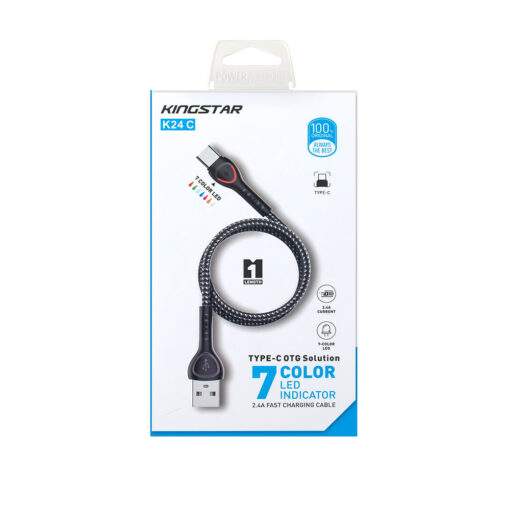 KINGSTAR
K24 C
100%
ORIGINAL
ALWAYS
THE BEST
TYPE-C
7 COLOR LED
M1
LENGTH
2.4A
CURRENT
7-COLOR
LED
TYPE-C OTG Solution
7 COLOR
LED
INDICATOR
2.4A FAST CHARGING CABLE